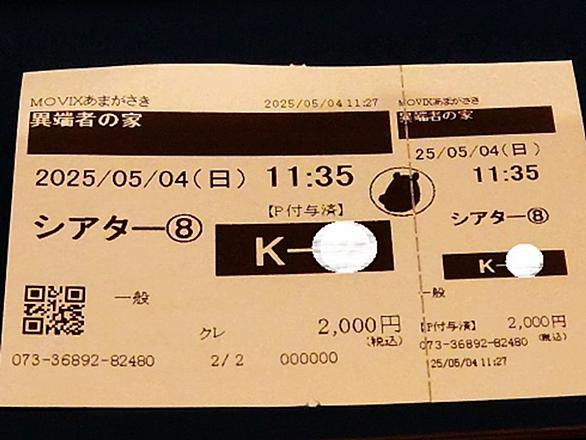 MOVIXあまがさき 2025/05/04 11:27
異端者の家
2025/05/04(日) 11:35
【P付与済】
シアター⑧
K-
一般
クレ 2,000円
(税込)
073-36892-82480 2/2 000000
MOVIXあまがさき
異端者の家
25/05/04(日)
11:35
シアター⑧
K-
一般
【P付与済】 2,000円
073-36892-82480 (税込)
25/05/04 11:27